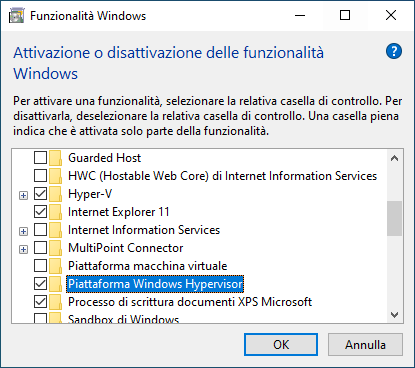 Funzionalità Windows
Attivazione o disattivazione delle funzionalità
Windows
Per attivare una funzionalità, selezionare la relativa casella di controllo. Per
disattivarla, deselezionare la relativa casella di controllo. Una casella piena
indica che è attivata solo parte della funzionalità.
Guarded Host
HWC (Hostable Web Core) di Internet Information Services
Hyper-V
Internet Explorer 11
Internet Information Services
MultiPoint Connector
Piattaforma macchina virtuale
Piattaforma Windows Hypervisor
Processo di scrittura documenti XPS Microsoft
Sandbox di Windows
OK
Annulla